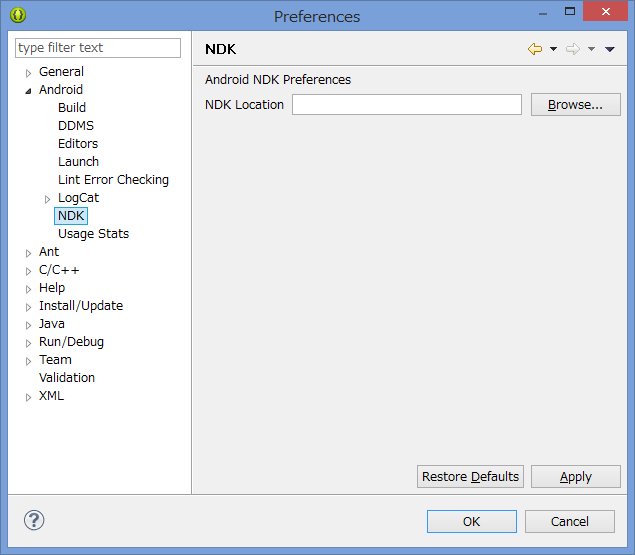 Preferences
type filter text
General
Android
Build
DDMS
Editors
Launch
Lint Error Checking
LogCat
NDK
Usage Stats
Ant
C/C++
Help
Install/Update
Java
Run/Debug
Team
Validation
XML
NDK
Android NDK Preferences
NDK Location
Browse...
Restore Defaults
Apply
?
OK
Cancel